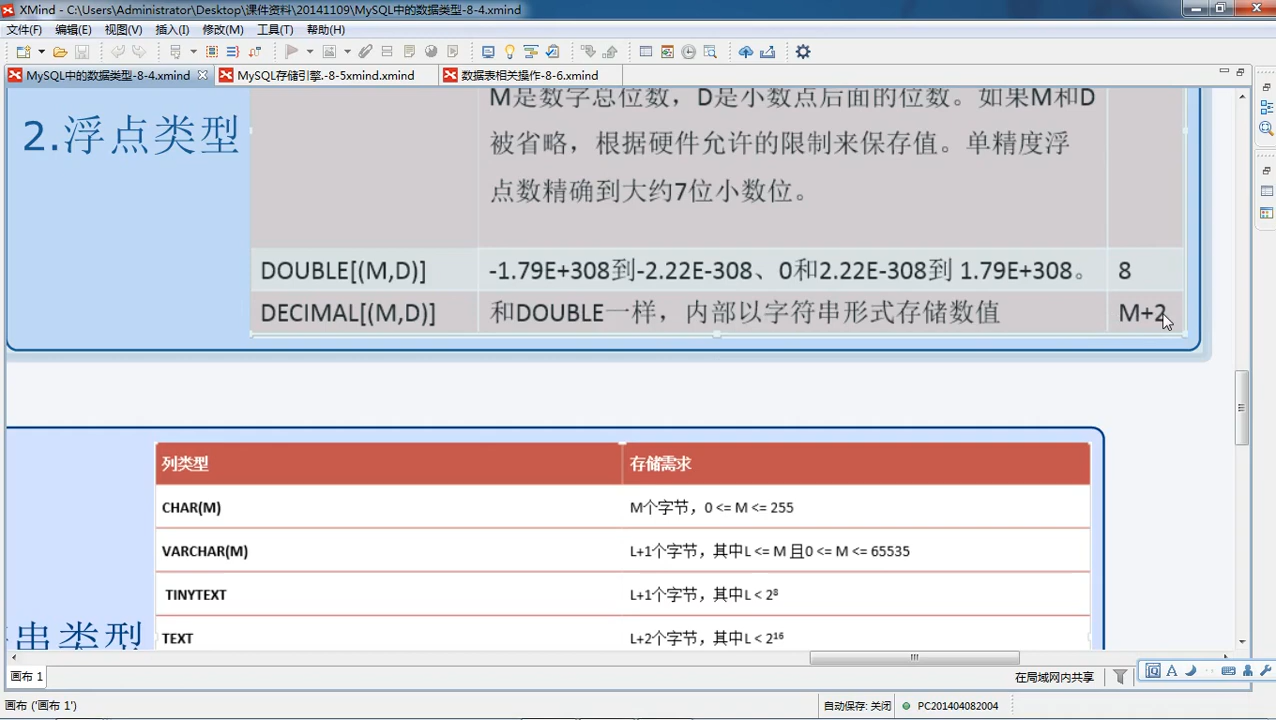 XMind - C:\Users\Administrator\Desktop\课件资料\20141109\MySQL中的数据类型-8-4.xmind
文件(F) 编辑(E) 视图(V) 插入(I) 修改(M) 工具(T) 帮助(H)
MySQL中的数据类型-8-4.xmind MySQL存储引擎.-8-5xmind.xmind 数据表相关操作-8-6.xmind
2.浮点类型
M是数字总位数，D是小数点后面的位数。如果M和D
被省略，根据硬件允许的限制来保存值。单精度浮
点数精确到大约7位小数位。
DOUBLE[(M,D)] -1.79E+308到-2.22E-308、0和2.22E-308到 1.79E+308。 8
DECIMAL[(M,D)] 和DOUBLE一样，内部以字符串形式存储数值 M+2
列类型 存储需求
CHAR(M) M个字节，0 <= M <= 255
VARCHAR(M) L+1个字节，其中L <= M 且0 <= M <= 65535
TINYTEXT L+1个字节，其中L < 2⁸
串类型
TEXT L+2个字节，其中L < 2¹⁶
画布 1 在局域网内共享
画布 ('画布 1') 自动保存: 关闭 PC201404082004